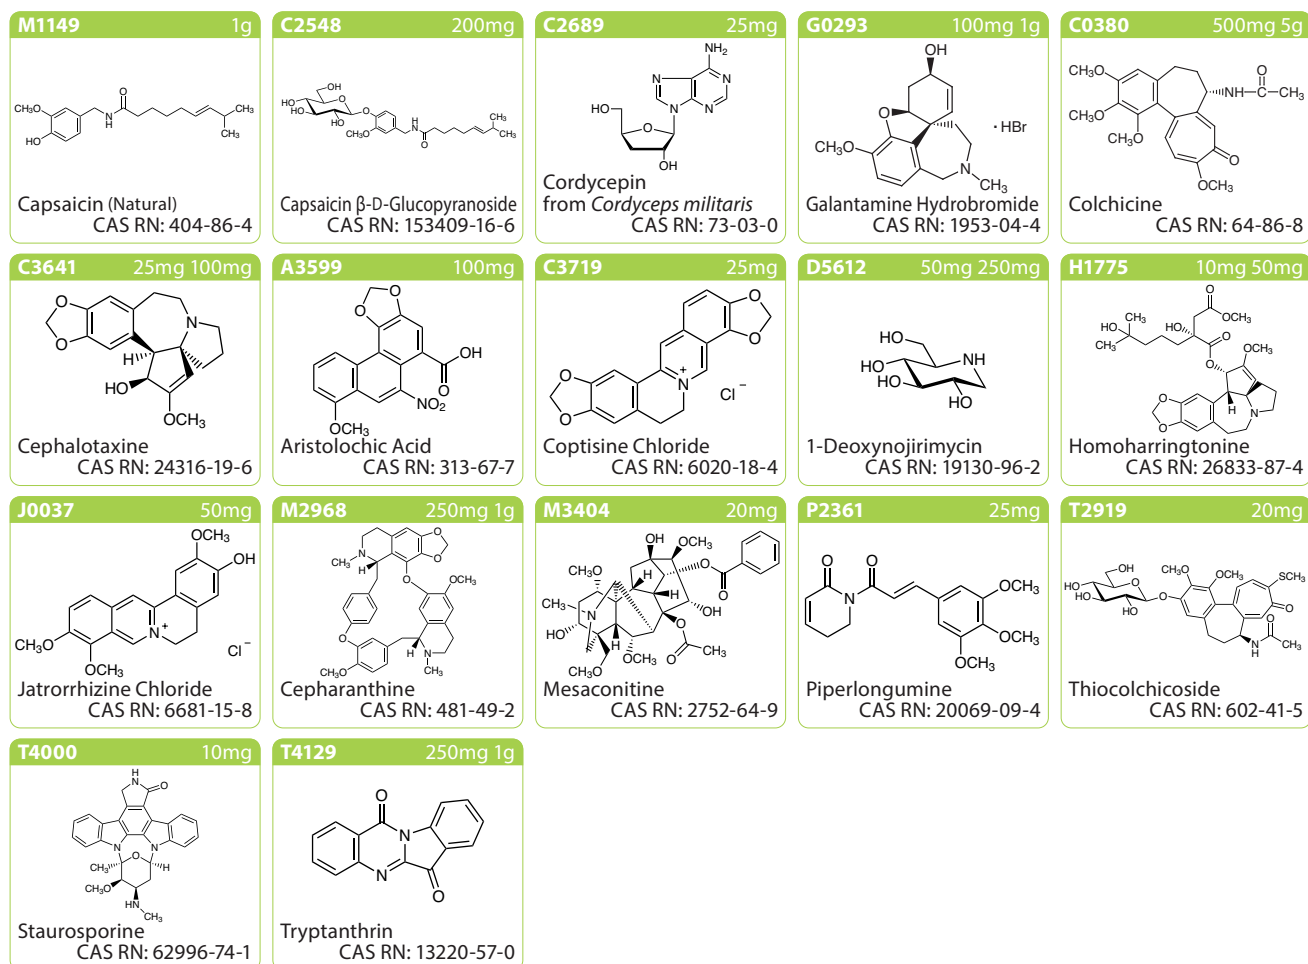 M1149 1g
Capsaicin (Natural)
CAS RN: 404-86-4
C2548 200mg
Capsaicin β-D-Glucopyranoside
CAS RN: 153409-16-6
C2689 25mg
Cordycepin
from Cordyceps militaris
CAS RN: 73-03-0
G0293 100mg 1g
· HBr
Galantamine Hydrobromide
CAS RN: 1953-04-4
C0380 500mg 5g
Colchicine
CAS RN: 64-86-8
C3641 25mg 100mg
Cephalotaxine
CAS RN: 24316-19-6
A3599 100mg
Aristolochic Acid
CAS RN: 313-67-7
C3719 25mg
Cl⁻
Coptisine Chloride
CAS RN: 6020-18-4
D5612 50mg 250mg
1-Deoxynojirimycin
CAS RN: 19130-96-2
H1775 10mg 50mg
Homoharringtonine
CAS RN: 26833-87-4
J0037 50mg
Cl⁻
Jatrorrhizine Chloride
CAS RN: 6681-15-8
M2968 250mg 1g
Cepharanthine
CAS RN: 481-49-2
M3404 20mg
Mesaconitine
CAS RN: 2752-64-9
P2361 25mg
Piperlongumine
CAS RN: 20069-09-4
T2919 20mg
Thiocolchicoside
CAS RN: 602-41-5
T4000 10mg
Staurosporine
CAS RN: 62996-74-1
T4129 250mg 1g
Tryptanthrin
CAS RN: 13220-57-0